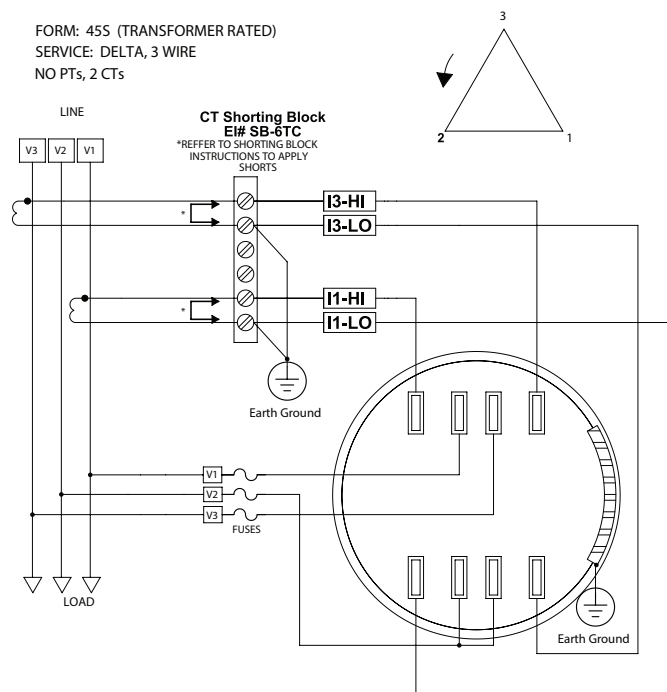 FORM: 45S (TRANSFORMER RATED)
SERVICE: DELTA, 3 WIRE
NO PTs, 2 CTs
3
2
1
LINE
V3 V2 V1
CT Shorting Block
EI# SB-6TC
*REFFER TO SHORTING BLOCK
INSTRUCTIONS TO APPLY
SHORTS
*
I3-HI
I3-LO
*
I1-HI
I1-LO
Earth Ground
V1
V2
V3
FUSES
LOAD
Earth Ground